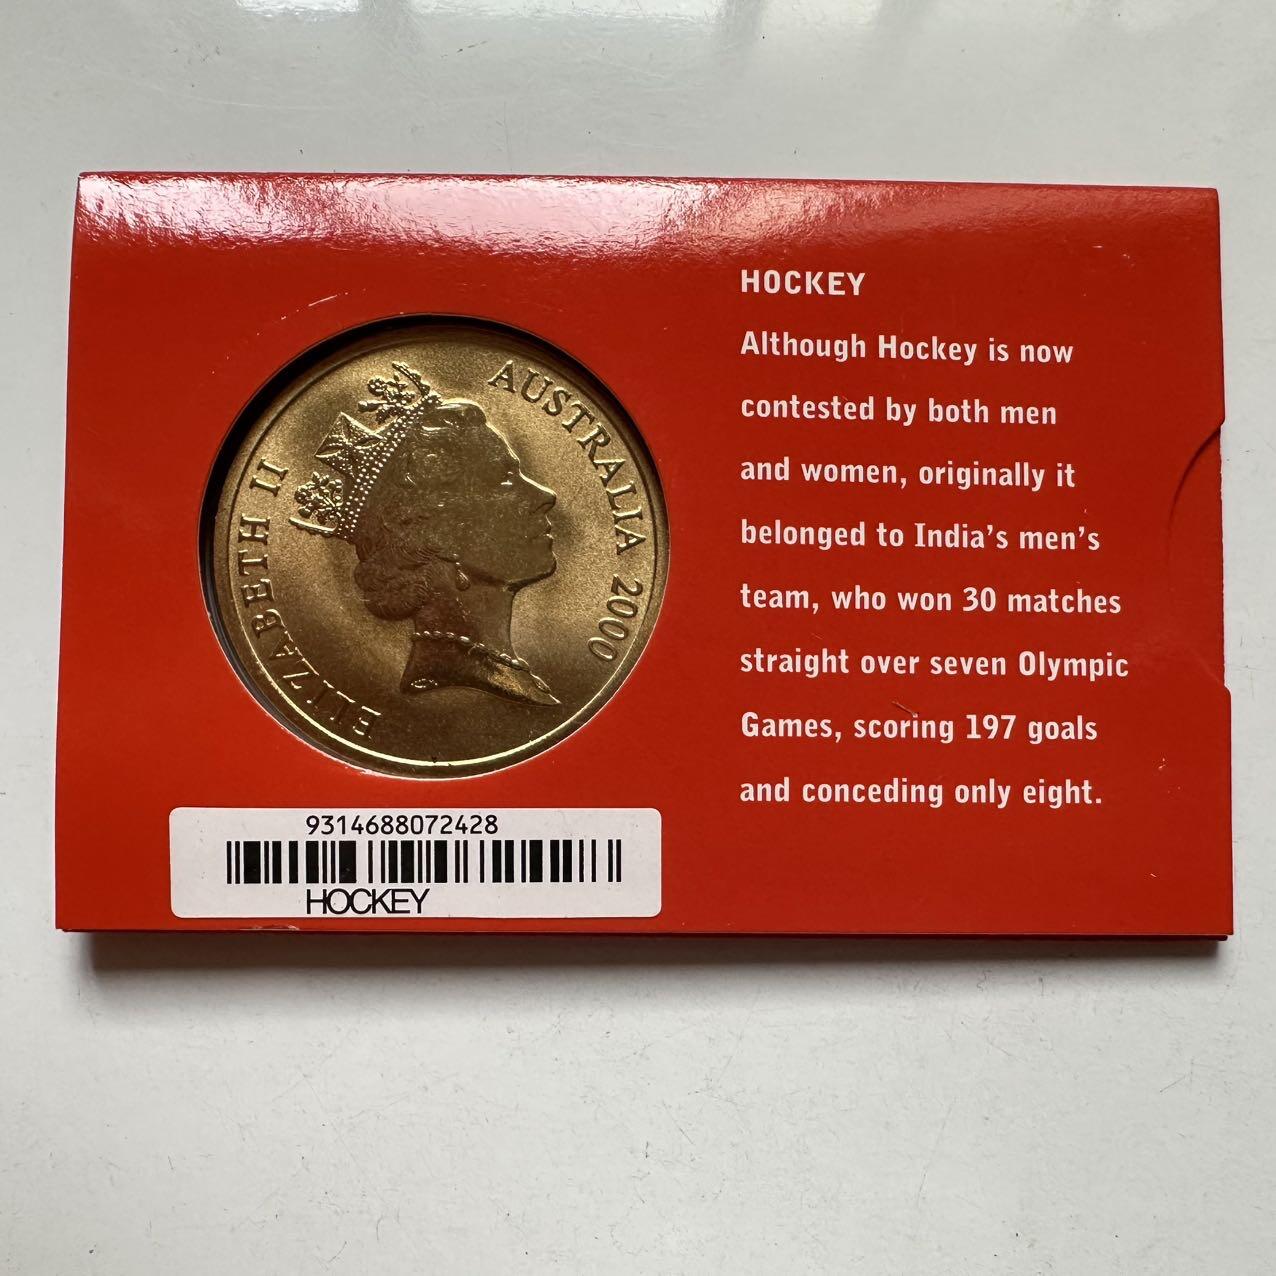 ELIZABETH II
AUSTRALIA 2000
HOCKEY
Although Hockey is now
contested by both men
and women, originally it
belonged to India's men's
team, who won 30 matches
straight over seven Olympic
Games, scoring 197 goals
and conceding only eight.
9314688072428
HOCKEY